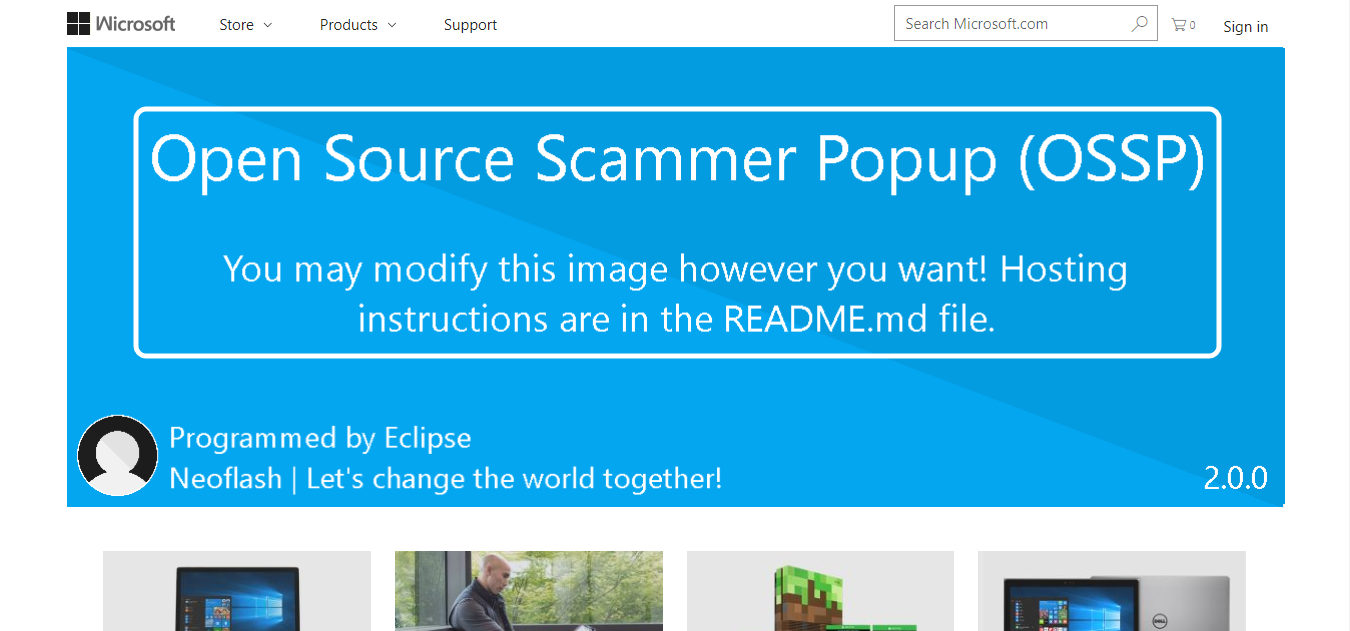 Wicrosoft
Store
Products
Support
Search Microsoft.com
0
Sign in
Open Source Scammer Popup (OSSP)
You may modify this image however you want! Hosting
instructions are in the README.md file.
Programmed by Eclipse
Neoflash | Let's change the world together!
2.0.0
DELL